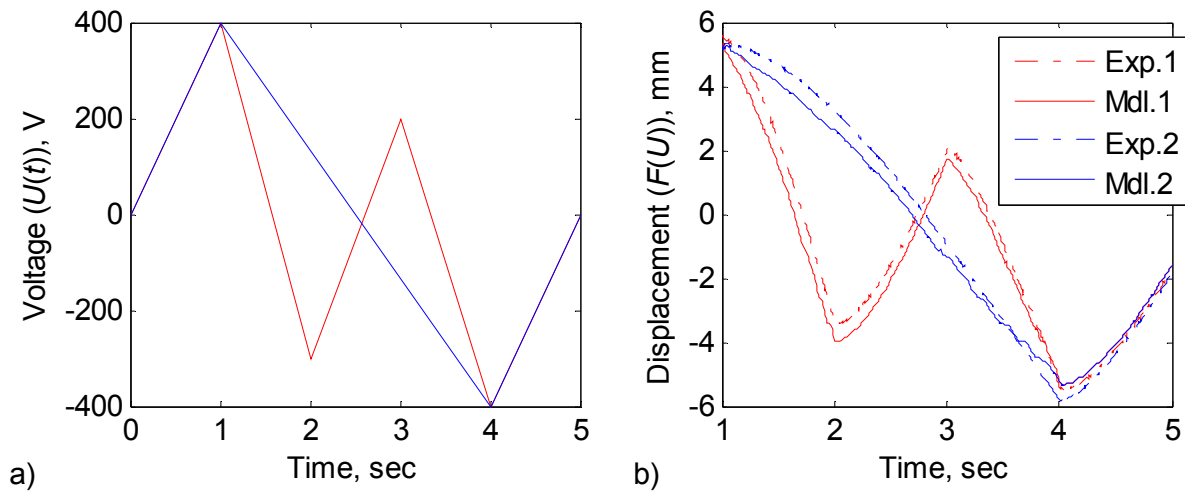 400
200
0
-200
-400
Voltage (U(t)), V
0 1 2 3 4 5
Time, sec
a)
6
4
2
0
-2
-4
-6
Displacement (F(U)), mm
1 2 3 4 5
Time, sec
b)
Exp.1
Mdl.1
Exp.2
Mdl.2